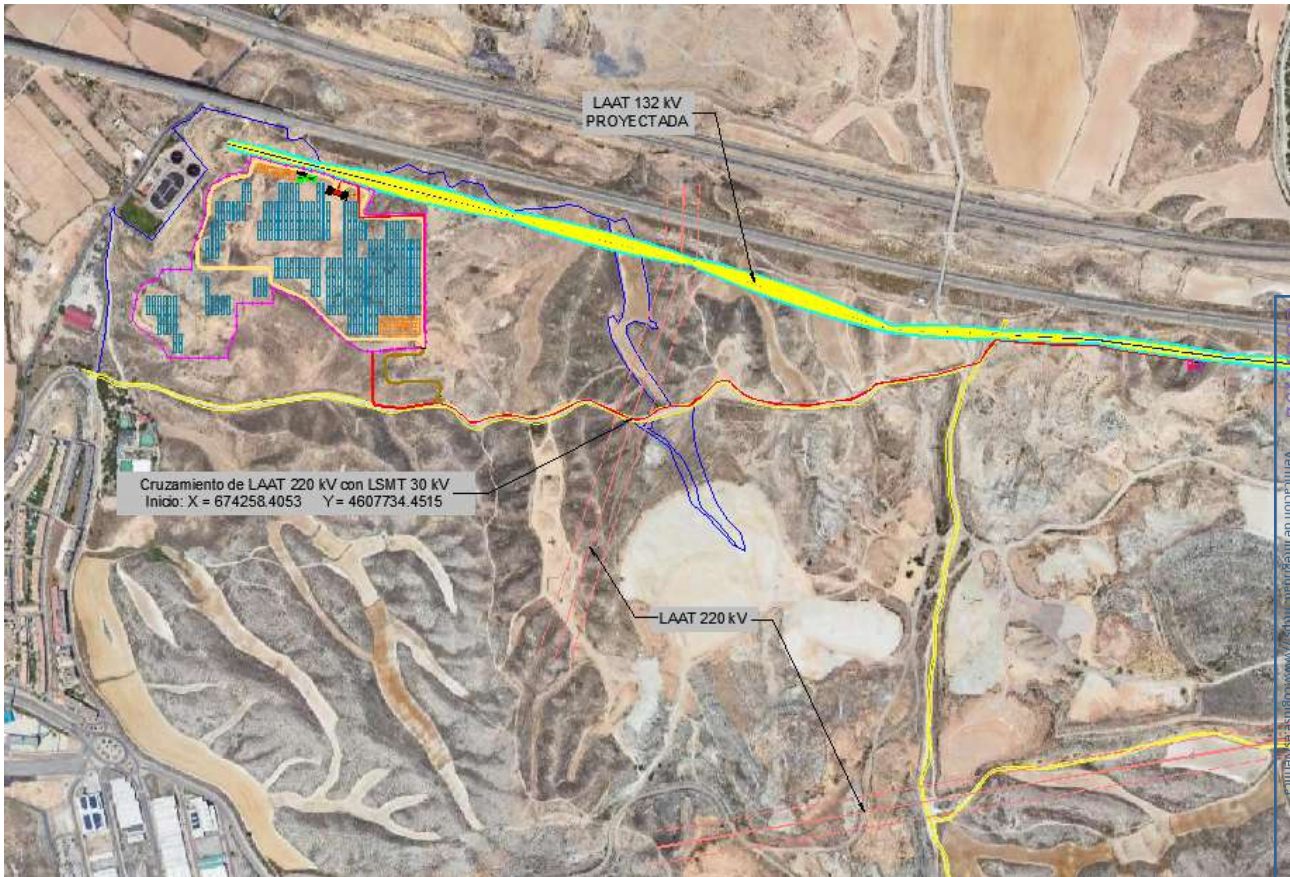 LAAT 132 kV
PROYECTADA
Cruzamiento de LAAT 220 kV con LSMT 30 kV
Inicio: X = 674258.4053 Y = 4607734.4515
LAAT 220 kV